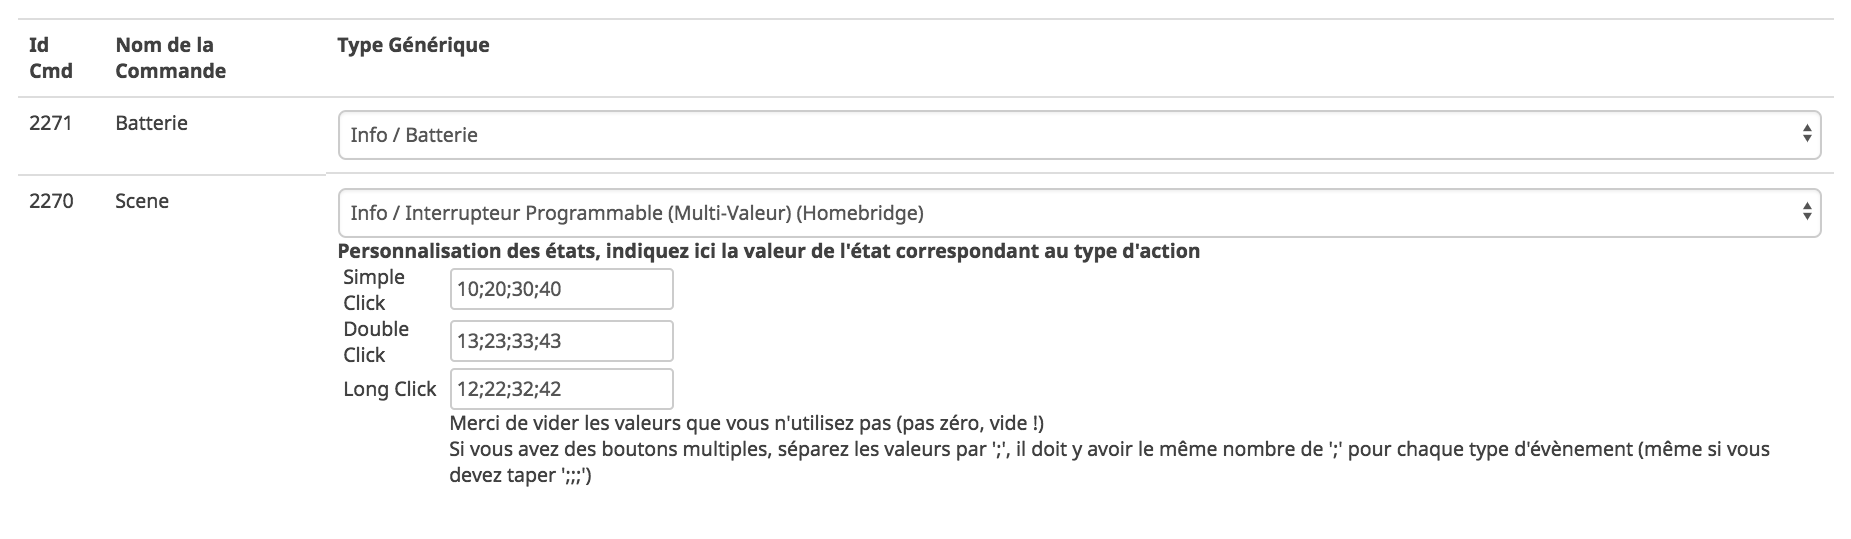 Id Cmd
Nom de la Commande
Type Générique
2271
Batterie
Info / Batterie
2270
Scene
Info / Interrupteur Programmable (Multi-Valeur) (Homebridge)
Personnalisation des états, indiquez ici la valeur de l'état correspondant au type d'action
Simple Click
10;20;30;40
Double Click
13;23;33;43
Long Click
12;22;32;42
Merci de vider les valeurs que vous n'utilisez pas (pas zéro, vide !)
Si vous avez des boutons multiples, séparez les valeurs par ';', il doit y avoir le même nombre de ';' pour chaque type d'évènement (même si vous
devez taper ';;;')